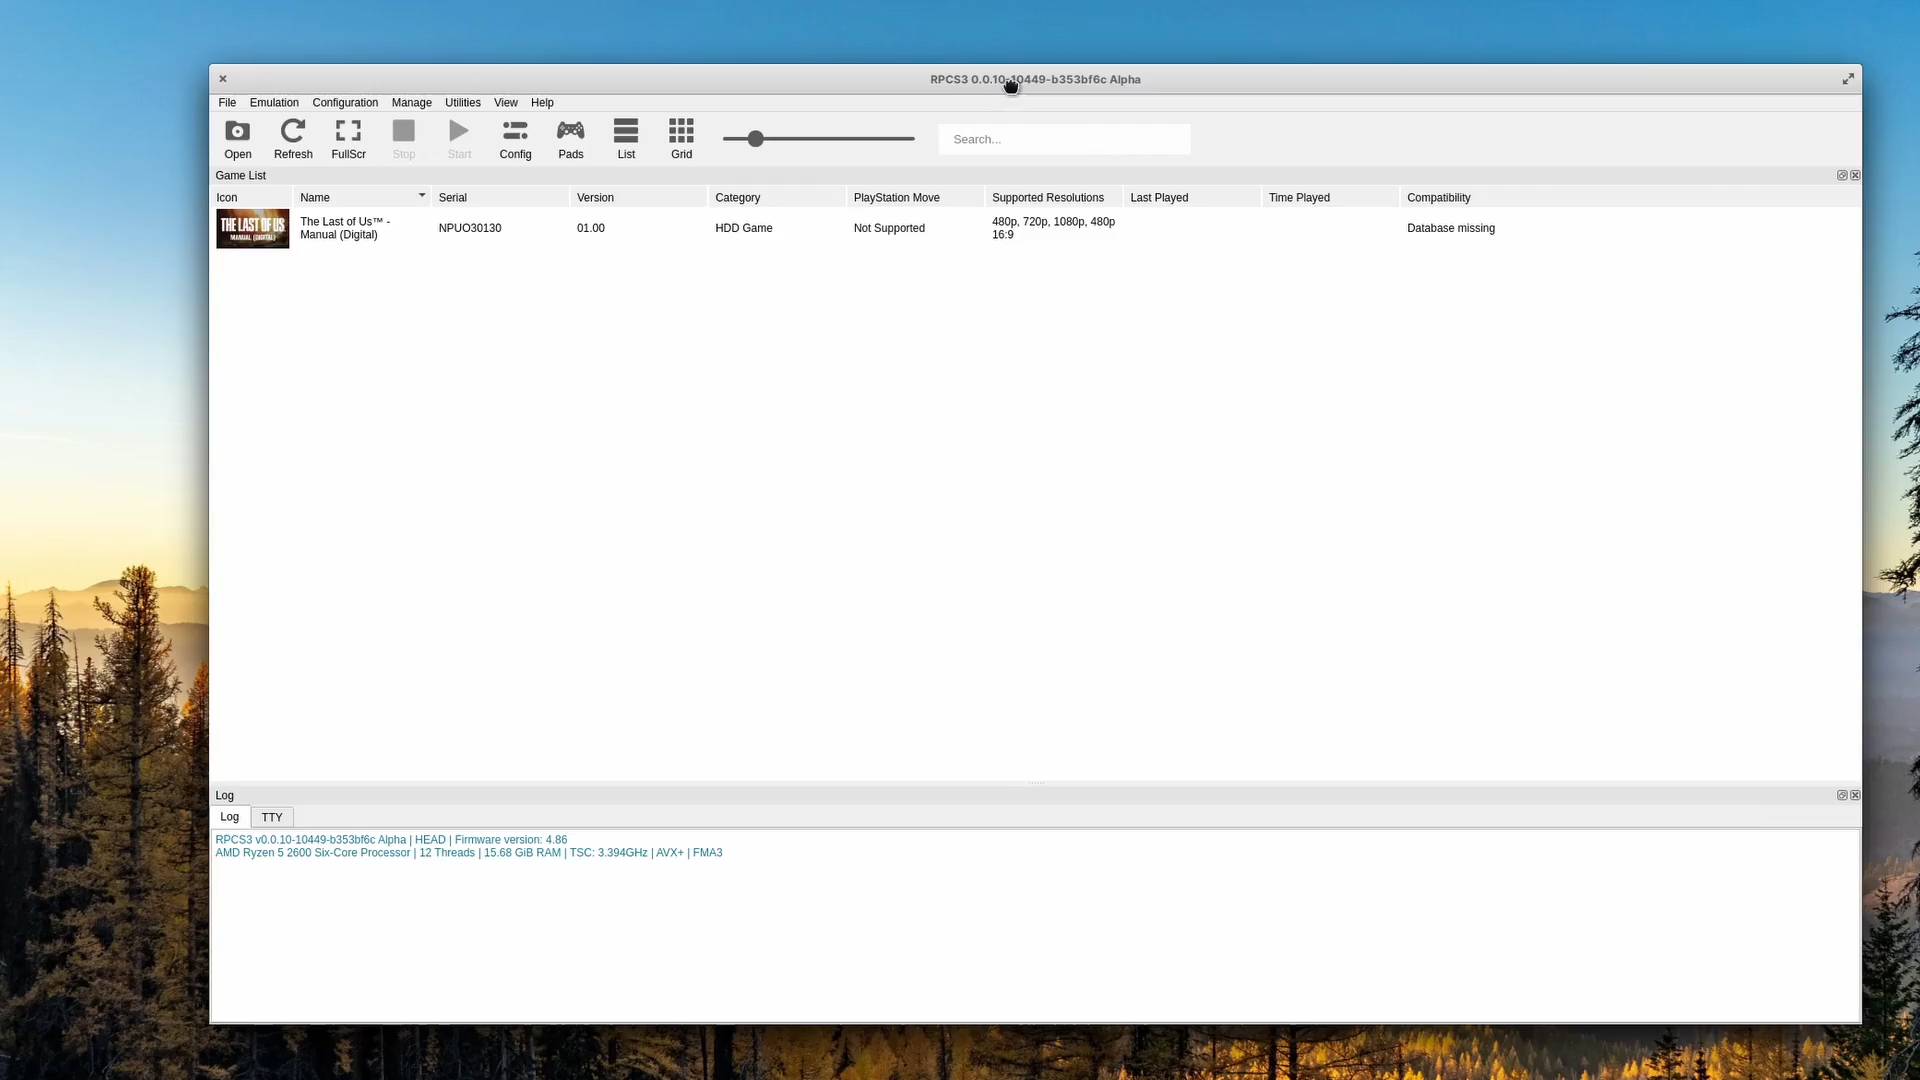 RPCS3 0.0.10-10449-b353bf6c Alpha
File Emulation Configuration Manage Utilities View Help
Open Refresh FullScr Stop Start Config Pads List Grid Search...
Game List
Icon Name Serial Version Category PlayStation Move Supported Resolutions Last Played Time Played Compatibility
THE LAST OF US
MANUAL (DIGITAL)
The Last of Us™ -
Manual (Digital)
NPUO30130 01.00 HDD Game Not Supported
480p, 720p, 1080p, 480p
16:9
Database missing
Log
Log TTY
RPCS3 v0.0.10-10449-b353bf6c Alpha | HEAD | Firmware version: 4.86
AMD Ryzen 5 2600 Six-Core Processor | 12 Threads | 15.68 GiB RAM | TSC: 3.394GHz | AVX+ | FMA3